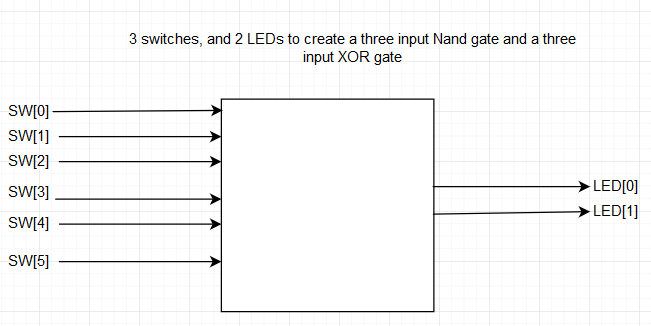 3 switches, and 2 LEDs to create a three input Nand gate and a three
input XOR gate
SW[0]
SW[1]
SW[2]
SW[3]
SW[4]
SW[5]
LED[0]
LED[1]